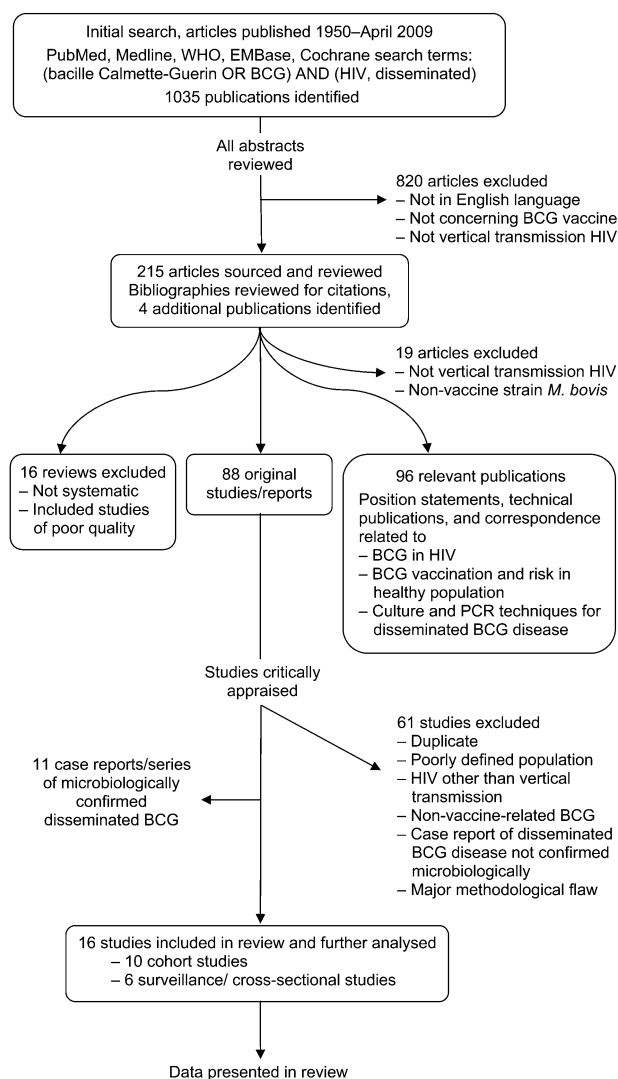 Initial search, articles published 1950–April 2009
PubMed, Medline, WHO, EMBase, Cochrane search terms:
(bacille Calmette-Guerin OR BCG) AND (HIV, disseminated)
1035 publications identified
All abstracts
reviewed
820 articles excluded
– Not in English language
– Not concerning BCG vaccine
– Not vertical transmission HIV
215 articles sourced and reviewed
Bibliographies reviewed for citations,
4 additional publications identified
19 articles excluded
– Not vertical transmission HIV
– Non-vaccine strain M. bovis
16 reviews excluded
– Not systematic
– Included studies
of poor quality
88 original
studies/reports
96 relevant publications
Position statements, technical
publications, and correspondence
related to
– BCG in HIV
– BCG vaccination and risk in
healthy population
– Culture and PCR techniques for
disseminated BCG disease
Studies critically
appraised
61 studies excluded
– Duplicate
– Poorly defined population
– HIV other than vertical
transmission
– Non-vaccine-related BCG
– Case report of disseminated
BCG disease not confirmed
microbiologically
– Major methodological flaw
11 case reports/series
of microbiologically
confirmed
disseminated BCG
16 studies included in review and further analysed
– 10 cohort studies
– 6 surveillance/ cross-sectional studies
Data presented in review